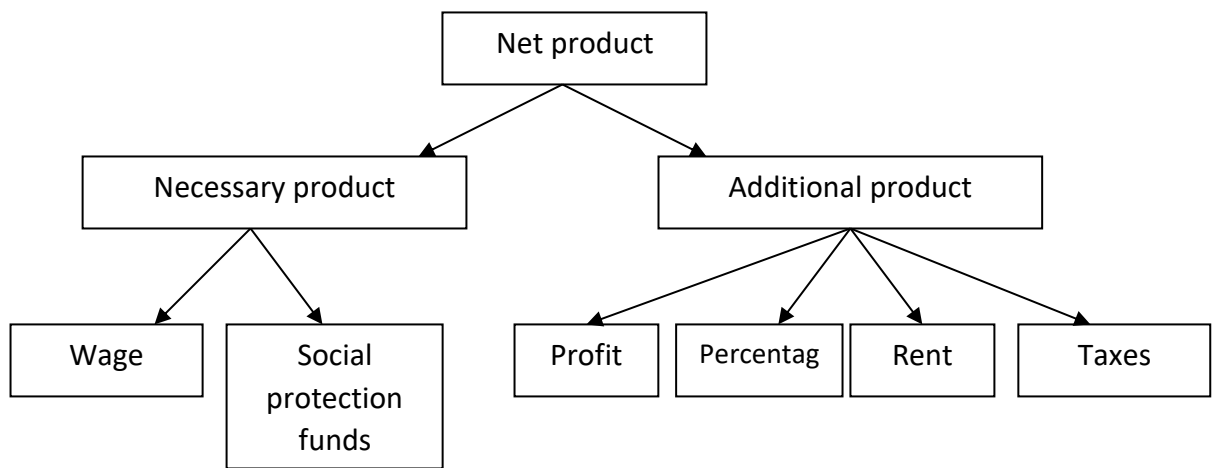 Net product
Necessary product
Additional product
Wage
Social
protection
funds
Profit
Percentag
Rent
Taxes